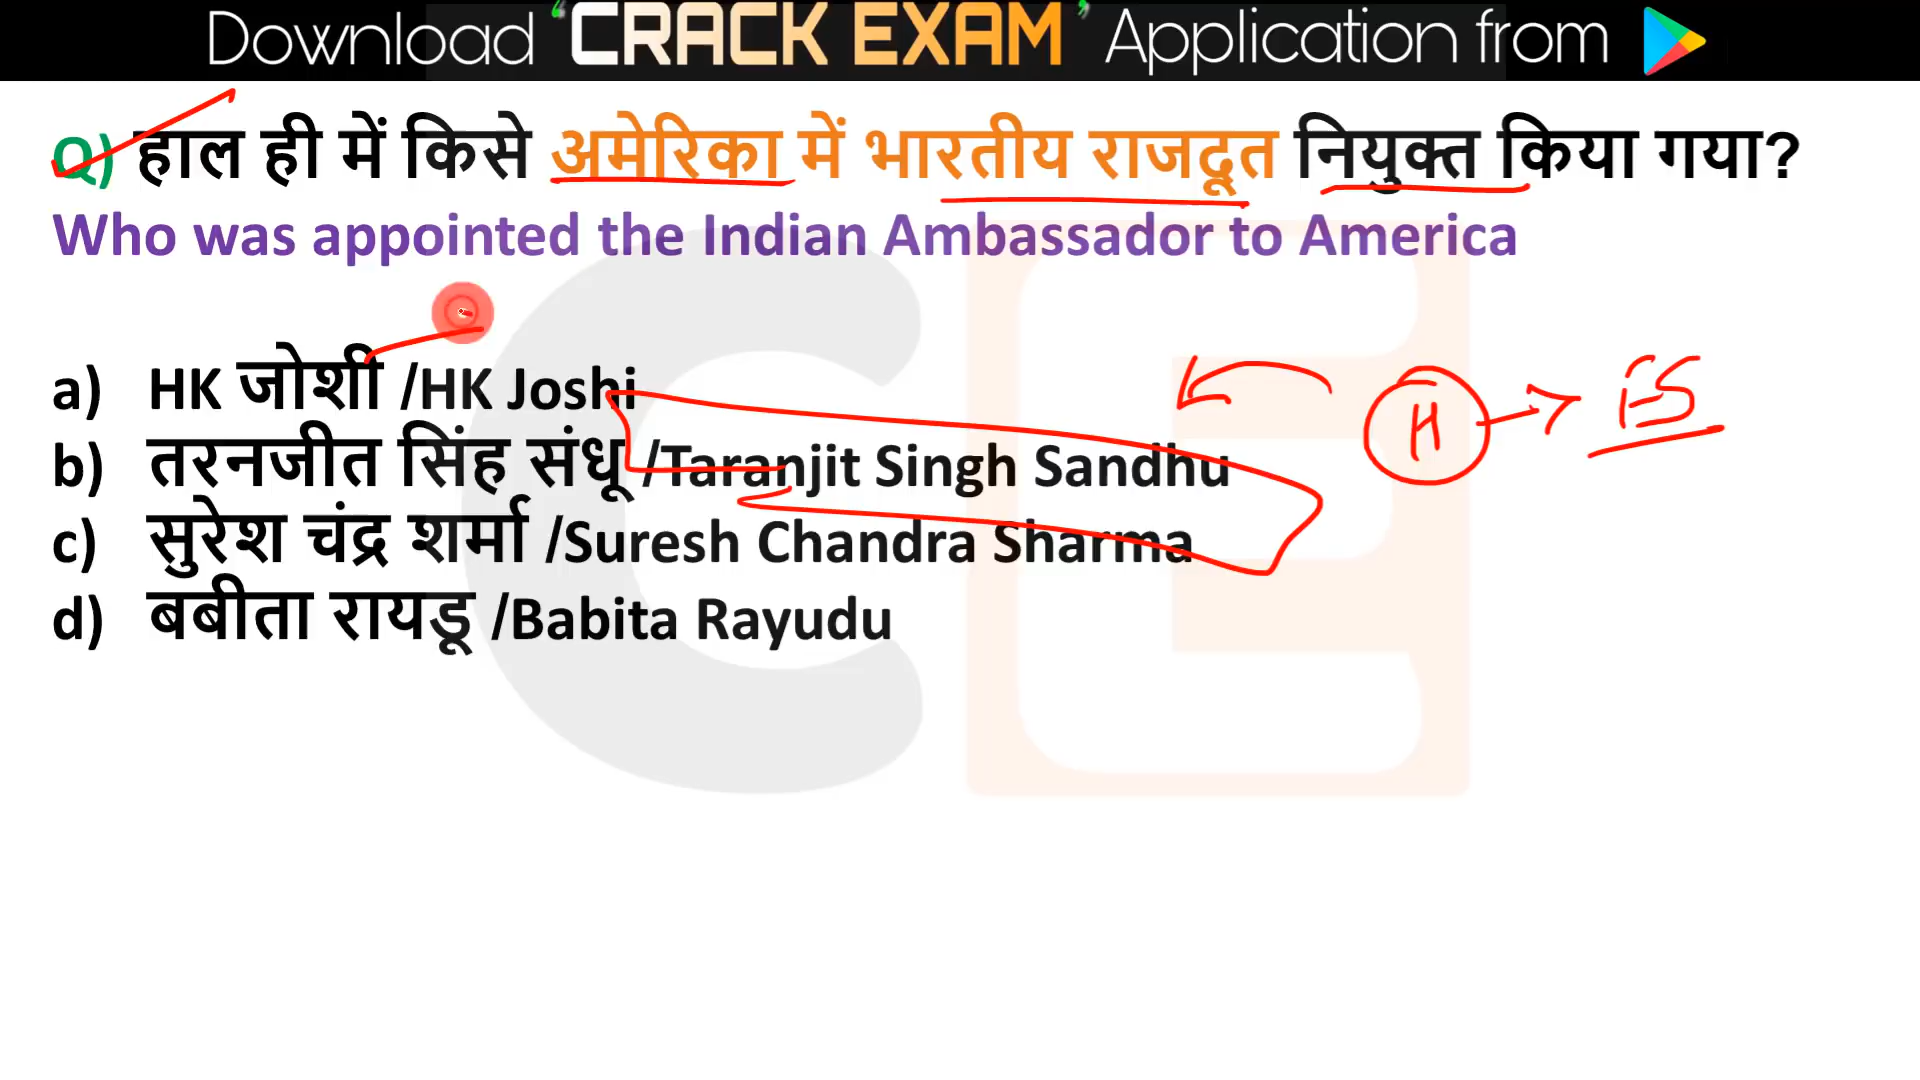 Download ‘CRACK EXAM’ Application from
Q) हाल ही में किसे अमेरिका में भारतीय राजदूत नियुक्त किया गया?
Who was appointed the Indian Ambassador to America
a) HK जोशी /HK Joshi
b) तरनजीत सिंह संधू /Taranjit Singh Sandhu
c) सुरेश चंद्र शर्मा /Suresh Chandra Sharma
d) बबीता रायडू /Babita Rayudu
H